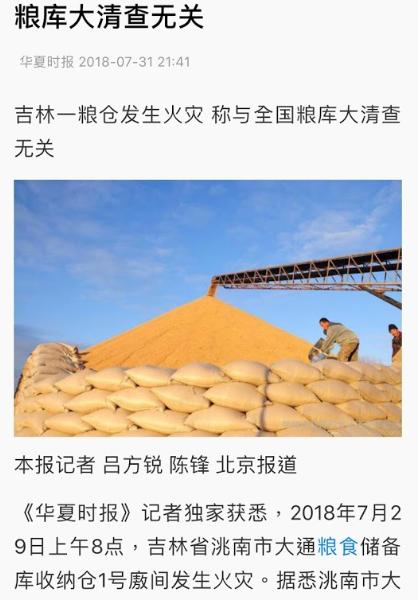 粮库大清查无关
华夏时报 2018-07-31 21:41
吉林一粮仓发生火灾 称与全国粮库大清查
无关
本报记者 吕方锐 陈锋 北京报道
《华夏时报》记者独家获悉，2018年7月2
9日上午8点，吉林省洮南市大通粮食储备
库收纳仓1号廒间发生火灾。据悉洮南市大